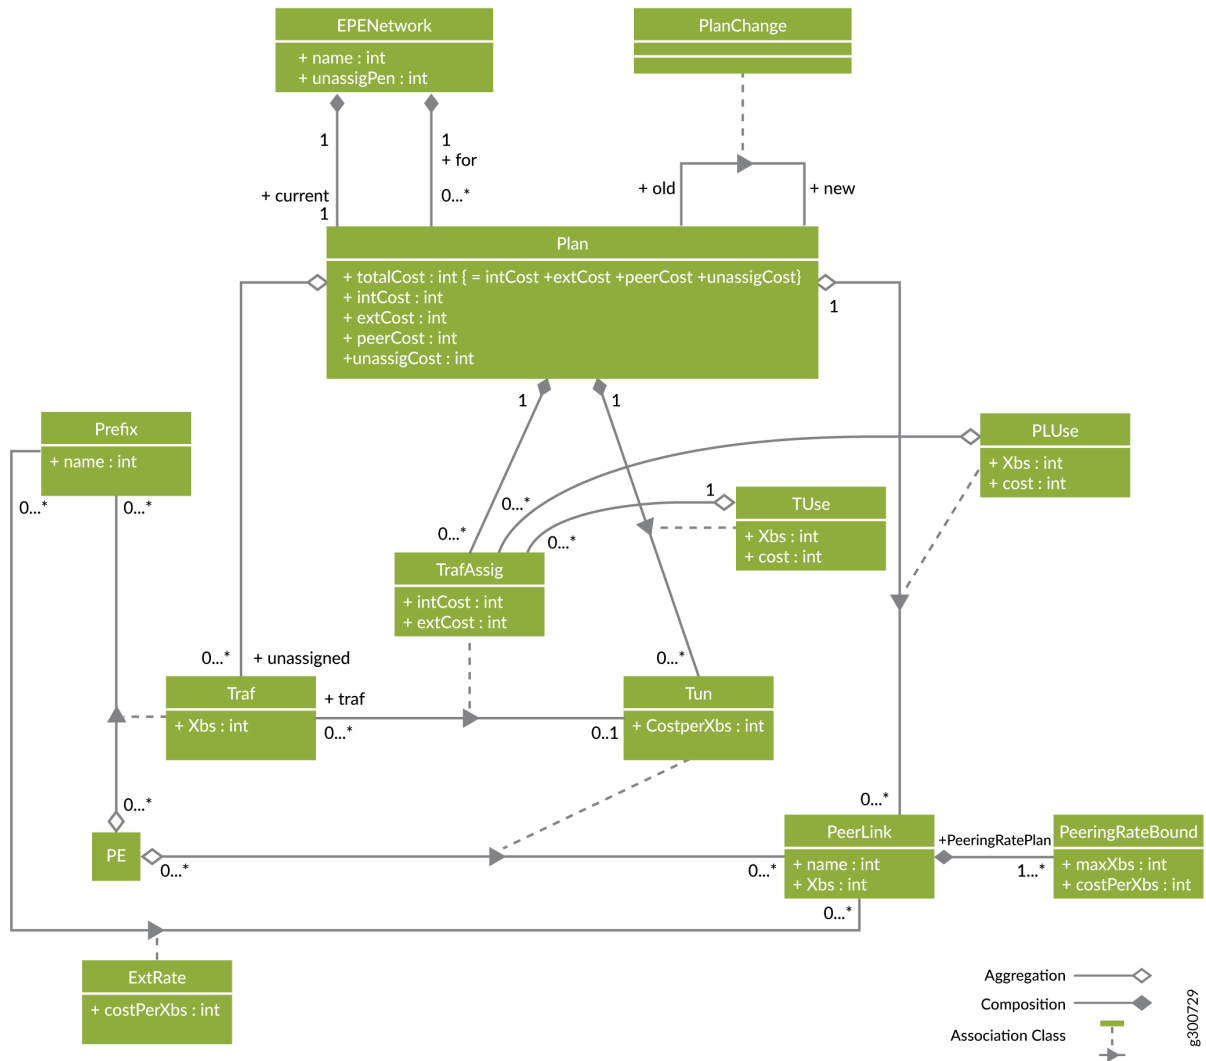 EPENetwork
+ name : int
+ unassigPen : int
PlanChange
1
1
+ for
+ current
0...*
1
+ old
+ new
Plan
+ totalCost : int { = intCost +extCost +peerCost +unassigCost}
+ intCost : int
+ extCost : int
+ peerCost : int
+unassigCost : int
1
1
1
Prefix
+ name : int
0...*
0...*
PLUse
+ Xbs : int
+ cost : int
1
TUse
+ Xbs : int
+ cost : int
0...*
0...*
0...*
TrafAssig
+ intCost : int
+ extCost : int
0...*
+ unassigned
0...*
Traf
+ Xbs : int
+ traf
0...*
0..1
Tun
+ CostperXbs : int
0...*
PE
0...*
0...*
0...*
PeerLink
+ name : int
+ Xbs : int
+PeeringRatePlan
1...*
PeeringRateBound
+ maxXbs : int
+ costPerXbs : int
0...*
ExtRate
+ costPerXbs : int
Aggregation
Composition
Association Class
g300729